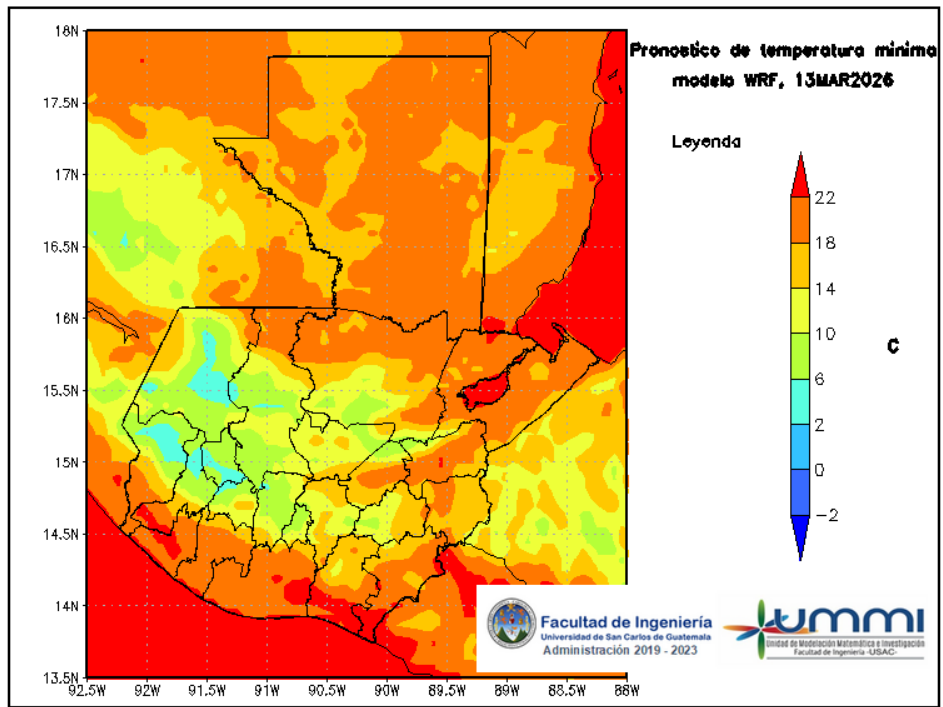 Pronostico de temperatura minima
modelo WRF, 13MAR2026
Leyenda
22
18
14
10
6
2
0
−2
C
18N
17.5N
17N
16.5N
16N
15.5N
15N
14.5N
14N
13.5N
92.5W 92W 91.5W 91W 90.5W 90W 89.5W 89W 88.5W 88W
Facultad de Ingeniería
Universidad de San Carlos de Guatemala
Administración 2019 - 2023
ummi
Unidad de Modelación Matemática e Investigación
Facultad de Ingeniería -USAC-